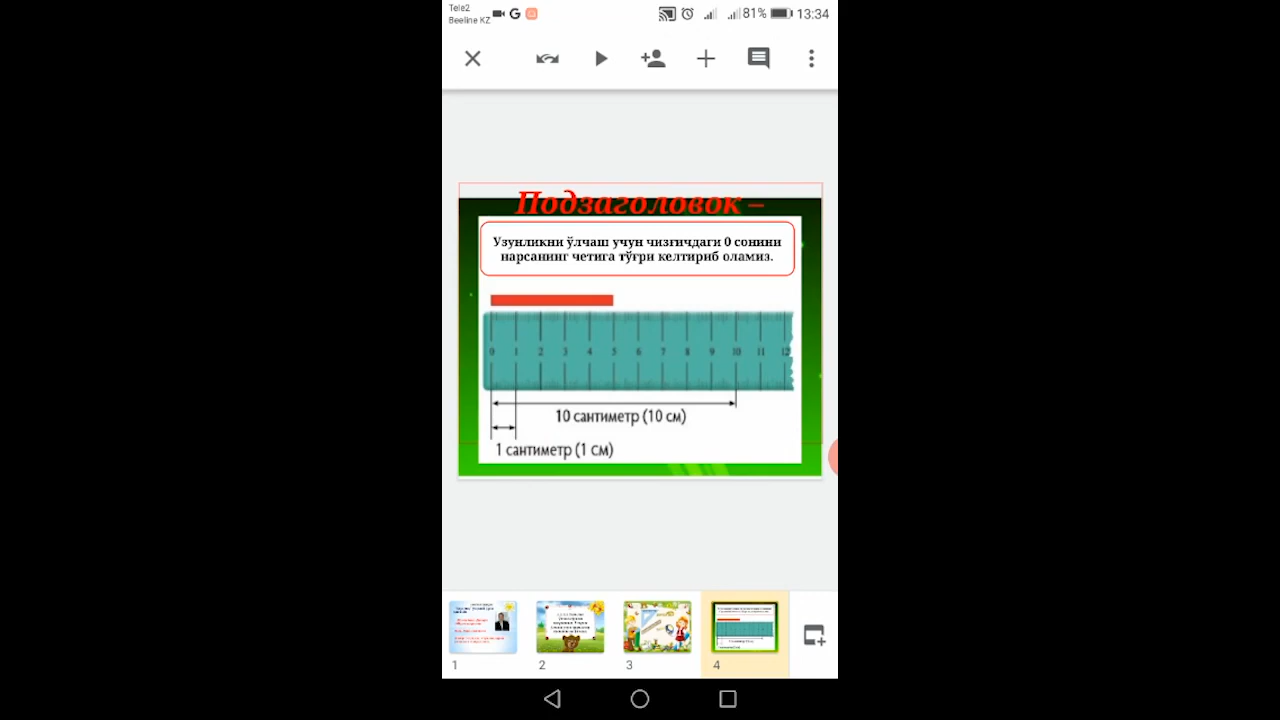 Tele2
Beeline KZ
81% 13:34
Подзаголовок –
Узунликни ўлчаш учун чизғичдаги 0 сонини
нарсанинг четига тўғри келтириб оламиз.
0 1 2 3 4 5 6 7 8 9 10 11 12
10 сантиметр (10 см)
1 сантиметр (1 см)
1 2 3 4